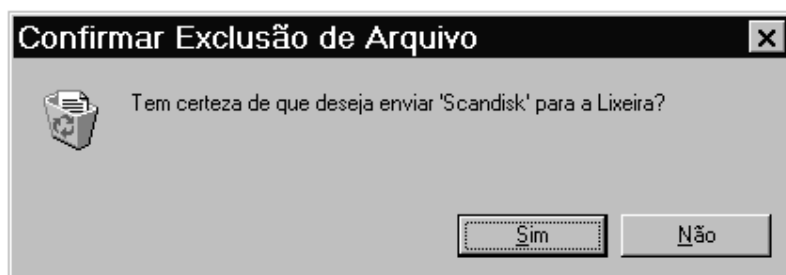 Confirmar Exclusão de Arquivo
Tem certeza de que deseja enviar 'Scandisk' para a Lixeira?
Sim
Não